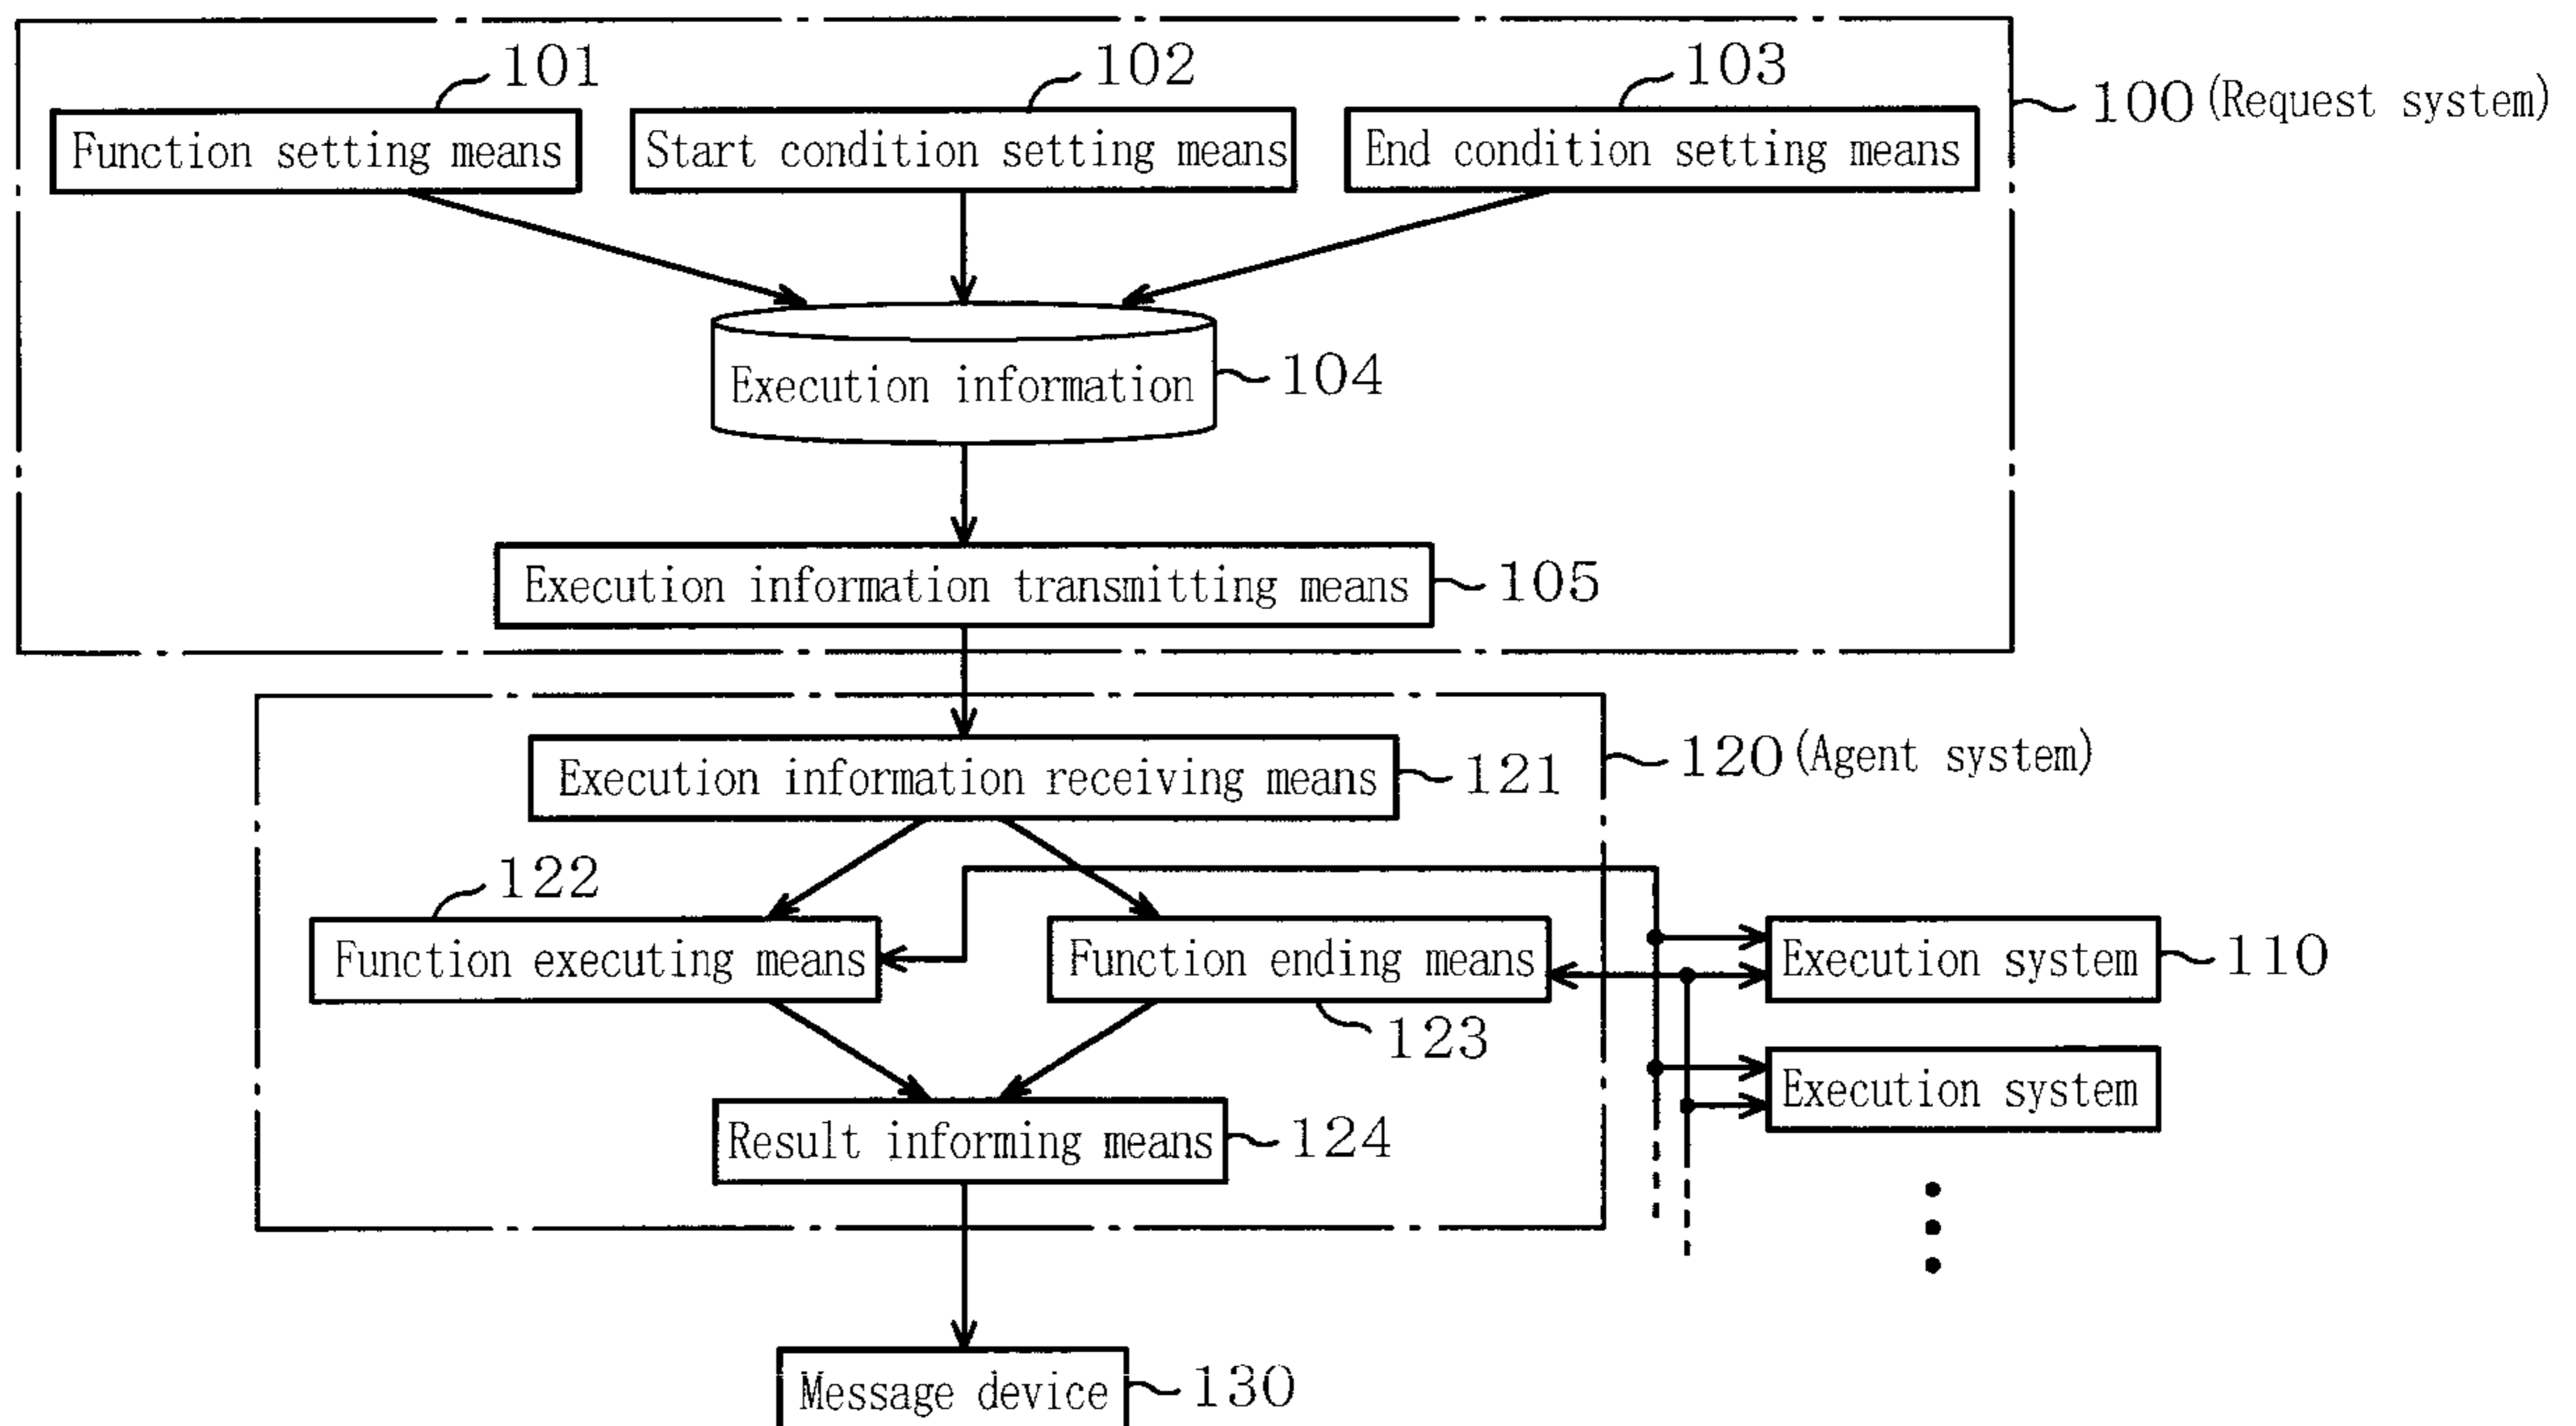 101
102
103
100 (Request system)
Function setting means
Start condition setting means
End condition setting means
Execution information
104
Execution information transmitting means
105
120 (Agent system)
Execution information receiving means
121
122
Function executing means
Function ending means
Execution system
110
123
Execution system
Result informing means
124
Message device
130